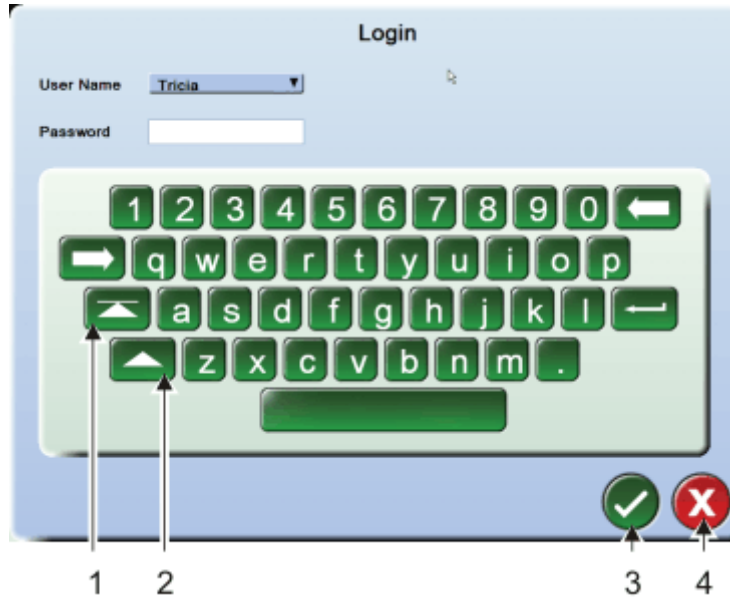 Login
User Name Tricia
Password
1 2 3 4 5 6 7 8 9 0
q w e r t y u i o p
a s d f g h j k l
z x c v b n m .
X
1 2 3 4